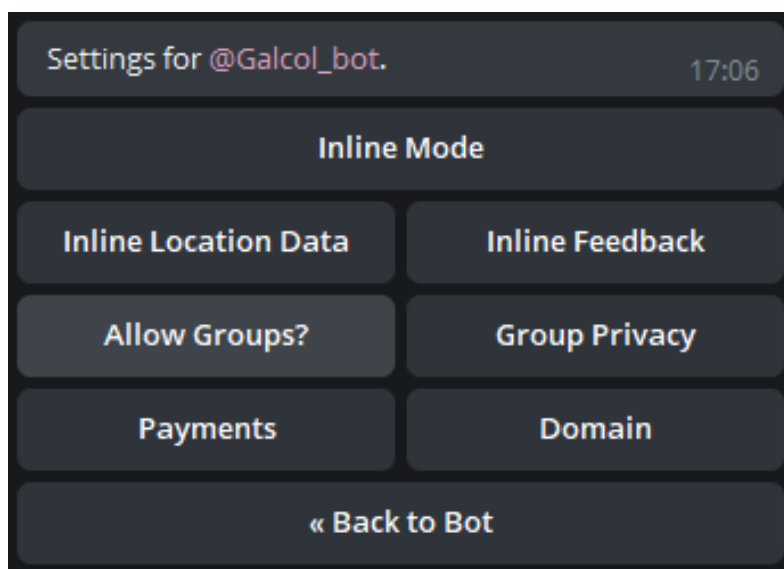 Settings for @Galcol_bot.
17:06
Inline Mode
Inline Location Data
Inline Feedback
Allow Groups?
Group Privacy
Payments
Domain
« Back to Bot